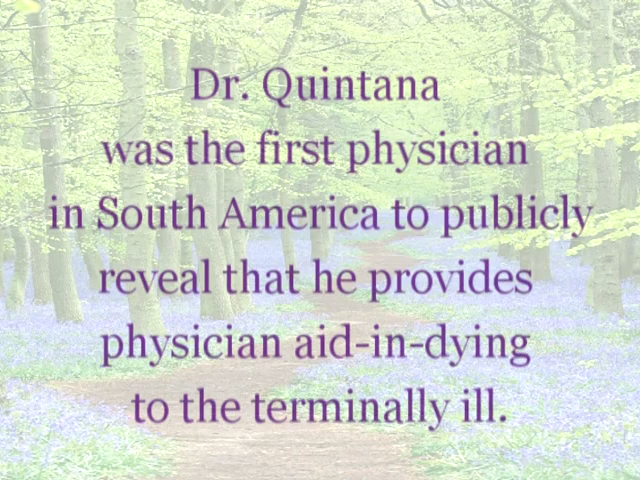 Dr. Quintana
was the first physician
in South America to publicly
reveal that he provides
physician aid-in-dying
to the terminally ill.